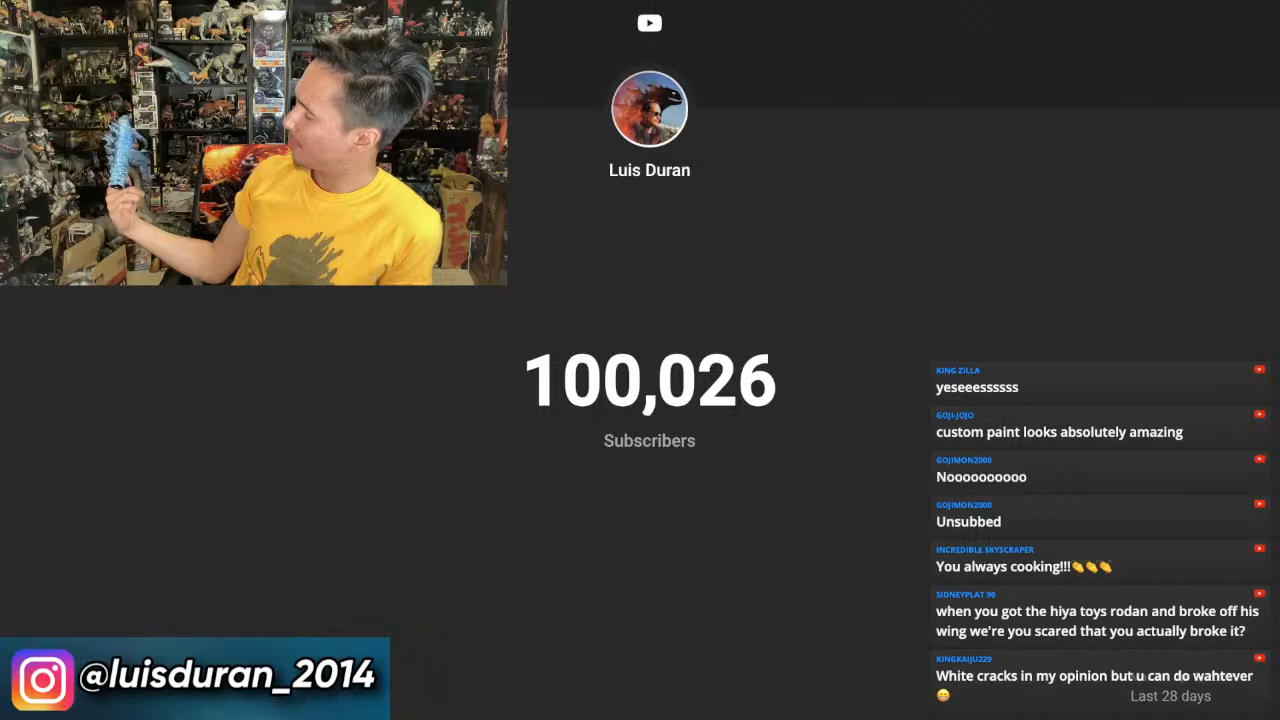 Luis Duran
100,026
Subscribers
KING ZILLA
yeseeessssss
GOJI-JOJO
custom paint looks absolutely amazing
GOJIMON2000
Noooooooooo
GOJIMON2000
Unsubbed
INCREDIBLE SKYSCRAPER
You always cooking!!!👏👏👏
SIDNEYPLAT 90
when you got the hiya toys rodan and broke off his
wing we're you scared that you actually broke it?
KINGKAIJU229
White cracks in my opinion but u can do wahtever
😁
Last 28 days
@luisduran_2014